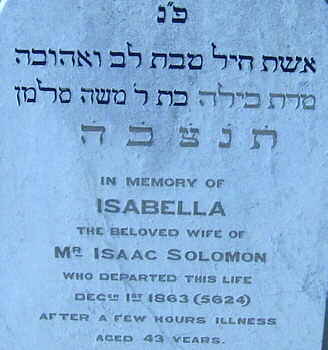 פ״נ
אשת חיל טבת לב ואהובה
מרת בילה בת ר׳ משה סלמן
ת נ צ ב ה
IN MEMORY OF
ISABELLA
THE BELOVED WIFE OF
MR ISAAC SOLOMON
WHO DEPARTED THIS LIFE
DECBR 1ST 1863 (5624)
AFTER A FEW HOURS ILLNESS
AGED 43 YEARS.